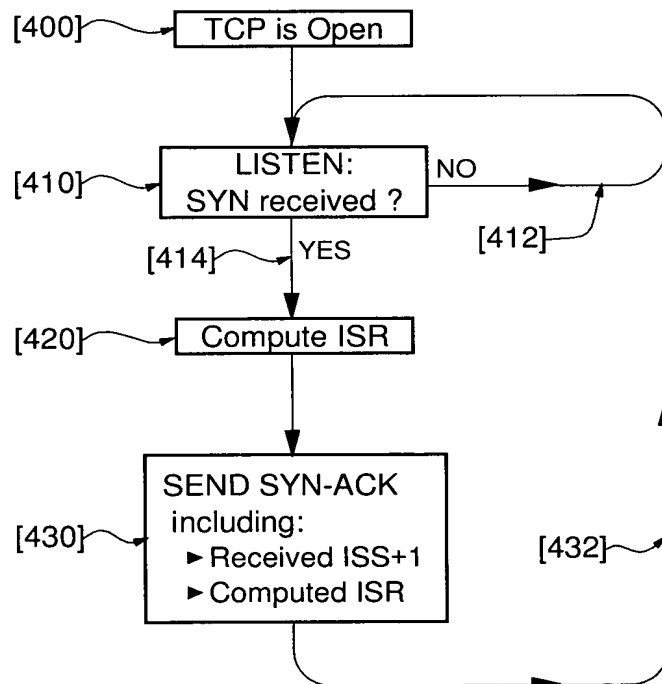 [400]
TCP is Open
[410]
LISTEN:
SYN received ?
NO
[412]
[414]
YES
[420]
Compute ISR
[430]
SEND SYN-ACK
including:
► Received ISS+1
► Computed ISR
[432]